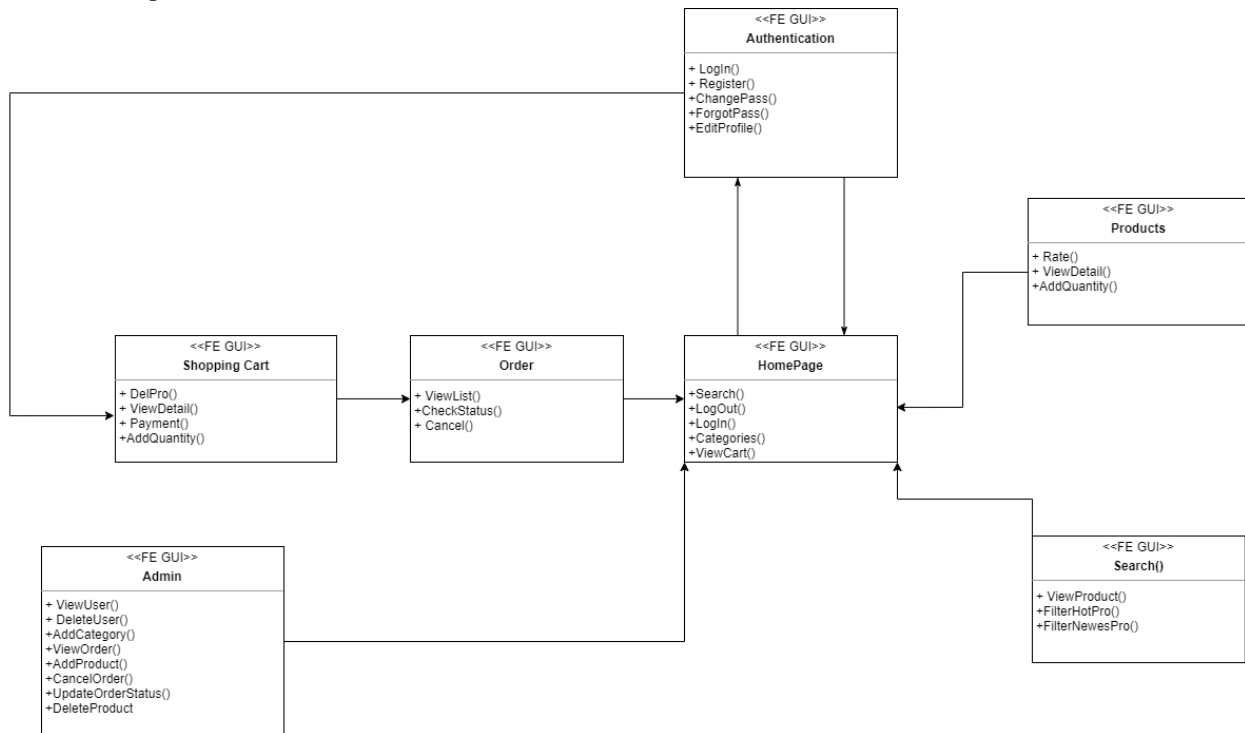 <<FE GUI>>
Authentication
+ LogIn()
+ Register()
+ChangePass()
+ForgotPass()
+EditProfile()
<<FE GUI>>
Products
+ Rate()
+ ViewDetail()
+AddQuantity()
<<FE GUI>>
Shopping Cart
+ DelPro()
+ ViewDetail()
+ Payment()
+AddQuantity()
<<FE GUI>>
Order
+ ViewList()
+CheckStatus()
+ Cancel()
<<FE GUI>>
HomePage
+Search()
+LogOut()
+LogIn()
+Categories()
+ViewCart()
<<FE GUI>>
Admin
+ ViewUser()
+ DeleteUser()
+AddCategory()
+ViewOrder()
+AddProduct()
+CancelOrder()
+UpdateOrderStatus()
+DeleteProduct
<<FE GUI>>
Search()
+ ViewProduct()
+FilterHotPro()
+FilterNewesPro()